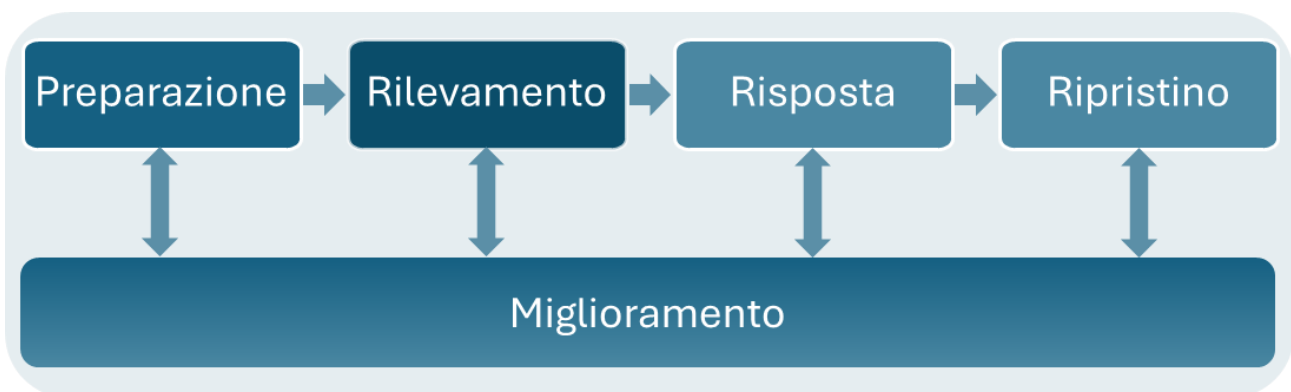 Preparazione
Rilevamento
Risposta
Ripristino
Miglioramento